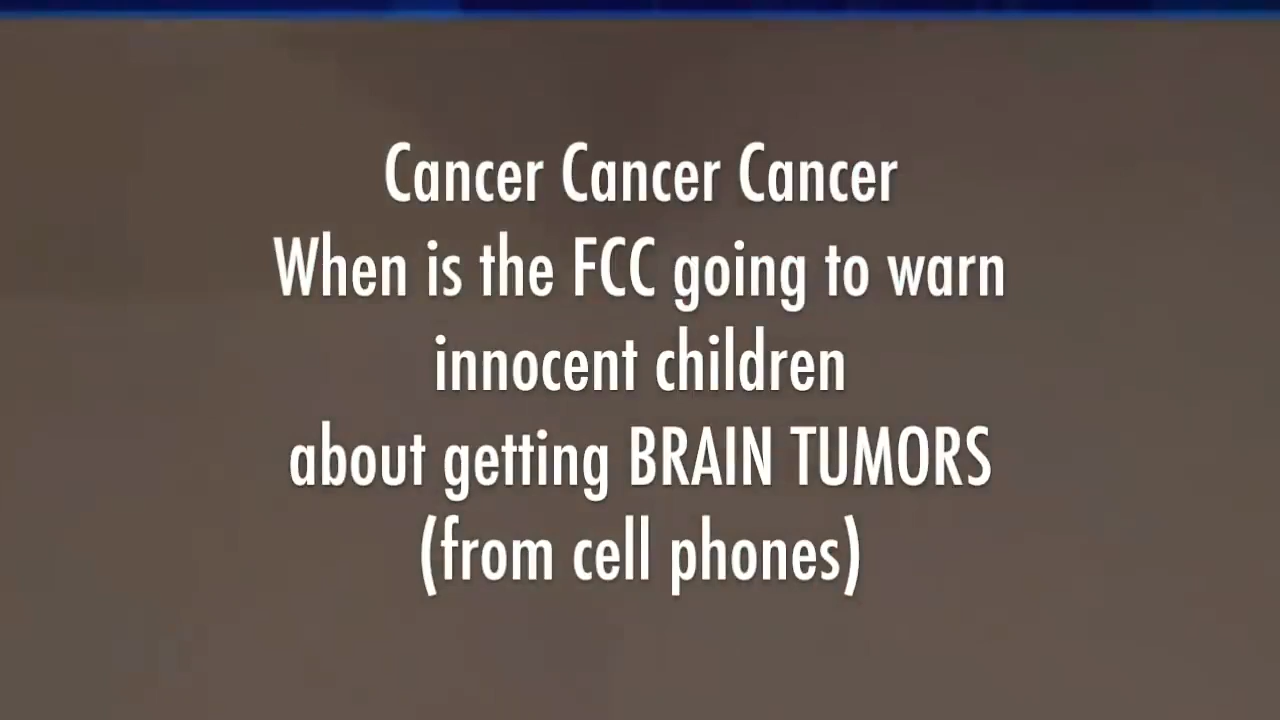 Cancer Cancer Cancer
When is the FCC going to warn
innocent children
about getting BRAIN TUMORS
(from cell phones)